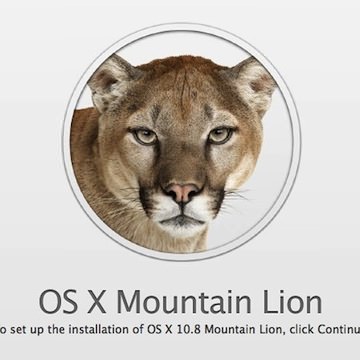 OS X Mountain Lion
o set up the installation of OS X 10.8 Mountain Lion, click Continu